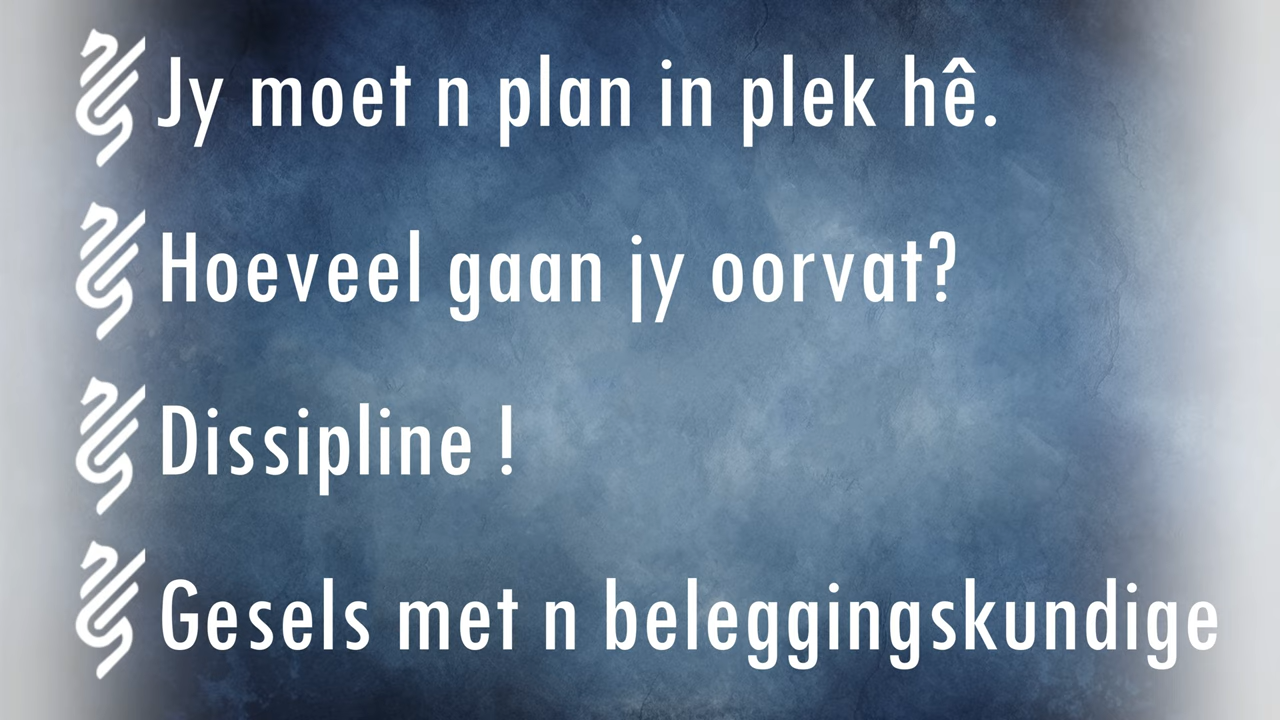 Jy moet n plan in plek hê.
Hoeveel gaan jy oorvat?
Dissipline !
Gesels met n beleggingskundige